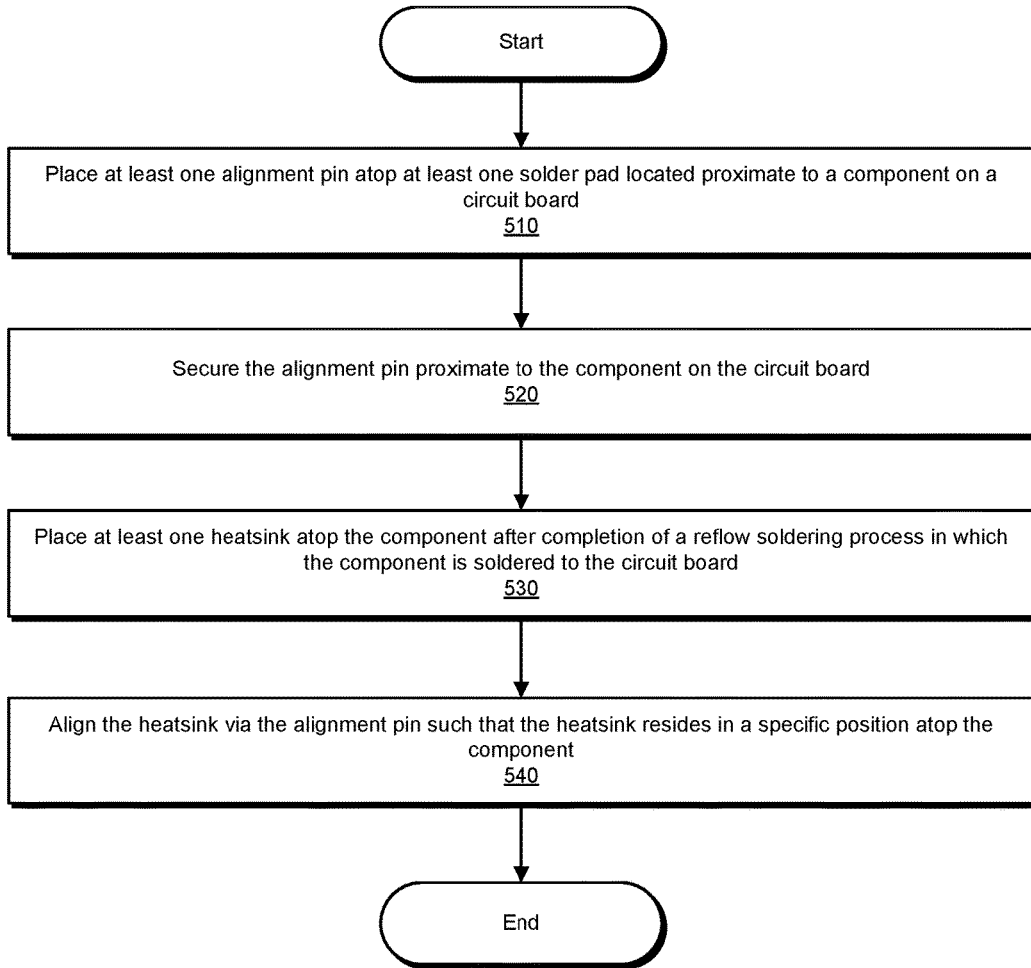 Start
Place at least one alignment pin atop at least one solder pad located proximate to a component on a
circuit board
510
Secure the alignment pin proximate to the component on the circuit board
520
Place at least one heatsink atop the component after completion of a reflow soldering process in which
the component is soldered to the circuit board
530
Align the heatsink via the alignment pin such that the heatsink resides in a specific position atop the
component
540
End